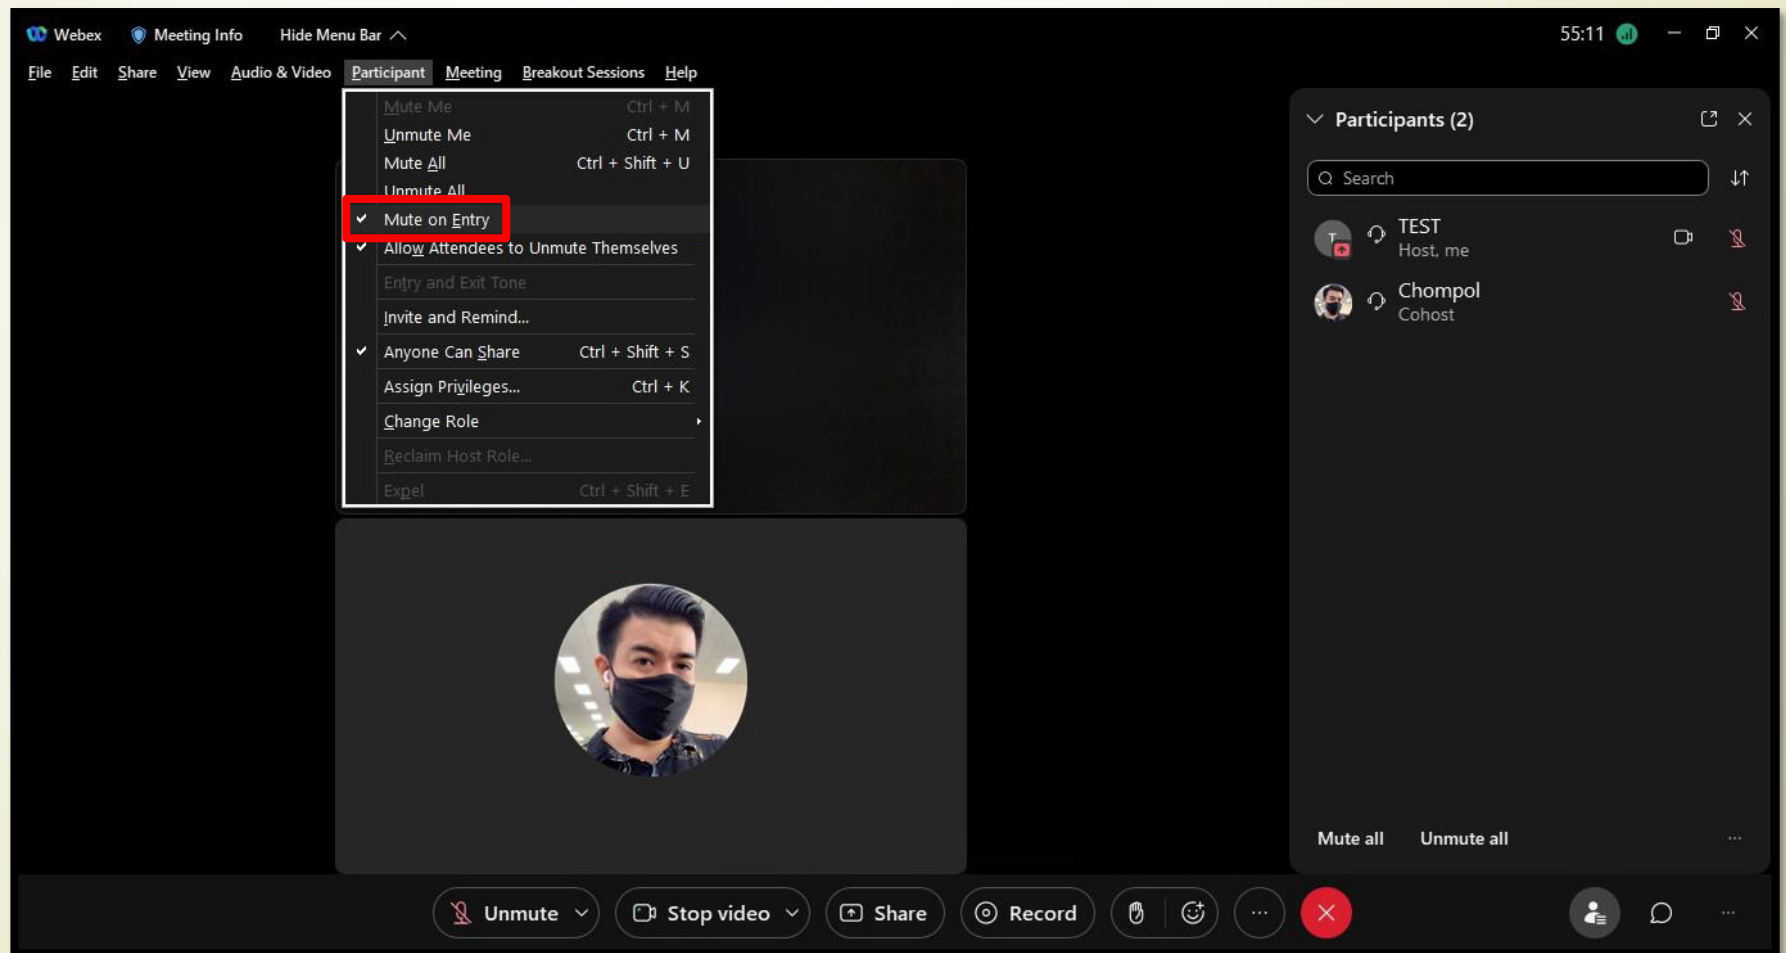 Webex Meeting Info Hide Menu Bar 55:11
File Edit Share View Audio & Video Participant Meeting Breakout Sessions Help
Mute Me Ctrl + M
Unmute Me Ctrl + M
Mute All Ctrl + Shift + U
Unmute All
Mute on Entry
Allow Attendees to Unmute Themselves
Entry and Exit Tone
Invite and Remind...
Anyone Can Share Ctrl + Shift + S
Assign Privileges... Ctrl + K
Change Role
Reclaim Host Role...
Expel Ctrl + Shift + E
Participants (2)
Search
T
TEST
Host, me
Chompol
Cohost
Mute all Unmute all ...
Unmute Stop video Share Record ... ...